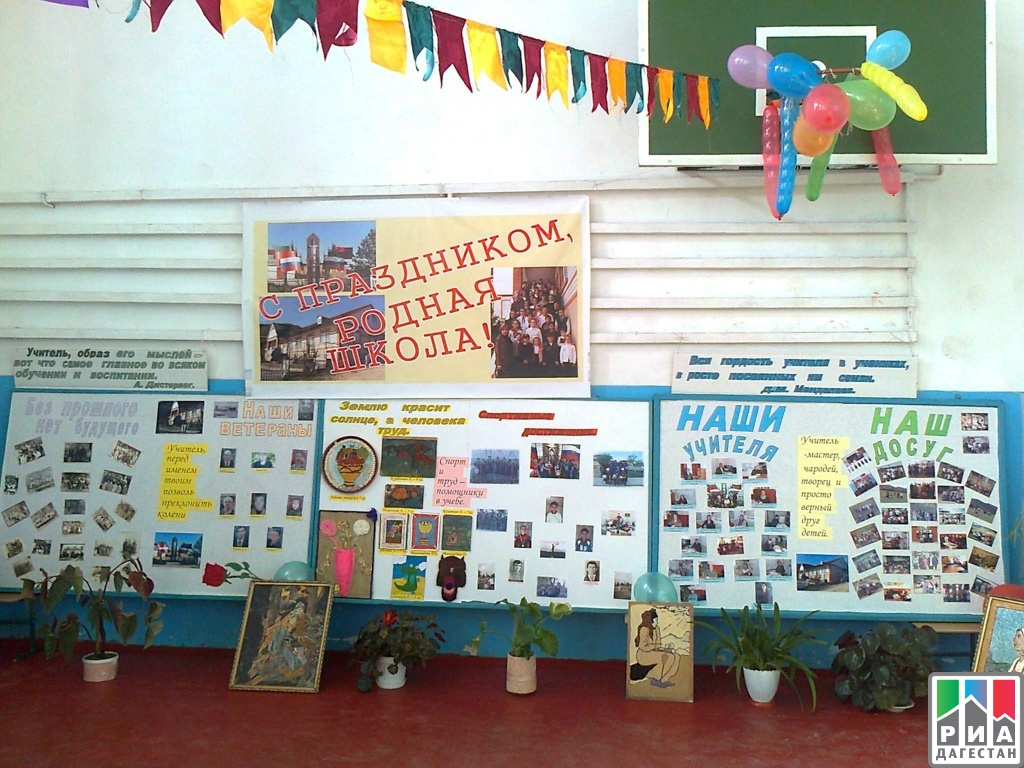 С ПРАЗДНИКОМ,
РОДНАЯ
ШКОЛА!
Учитель, образ его мыслей -
вот что самое главное во всяком
обучении и воспитании.
А. Дистервег.
Вся гордость учителя в учениках,
в росте посеянных им семян.
Д.И. Менделеев.
Без прошлого
нет будущего
НАШИ
ВЕТЕРАНЫ
Учитель,
перед
именем
твоим
позволь
преклонить
колени
Землю красит
солнце, а человека
труд.
Спорт
и
труд –
помощники
в учебе.
НАШИ
УЧИТЕЛЯ
Учитель
-мастер,
чародей,
творец и
просто
верный
друг
детей.
НАШ
ДОСУГ
РИА
ДАГЕСТАН